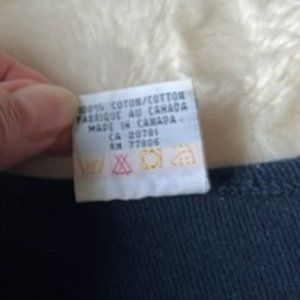 100% COTON/COTTON
FABRIQUE AU CANADA
MADE IN CANADA
CA 20781
RN 77806